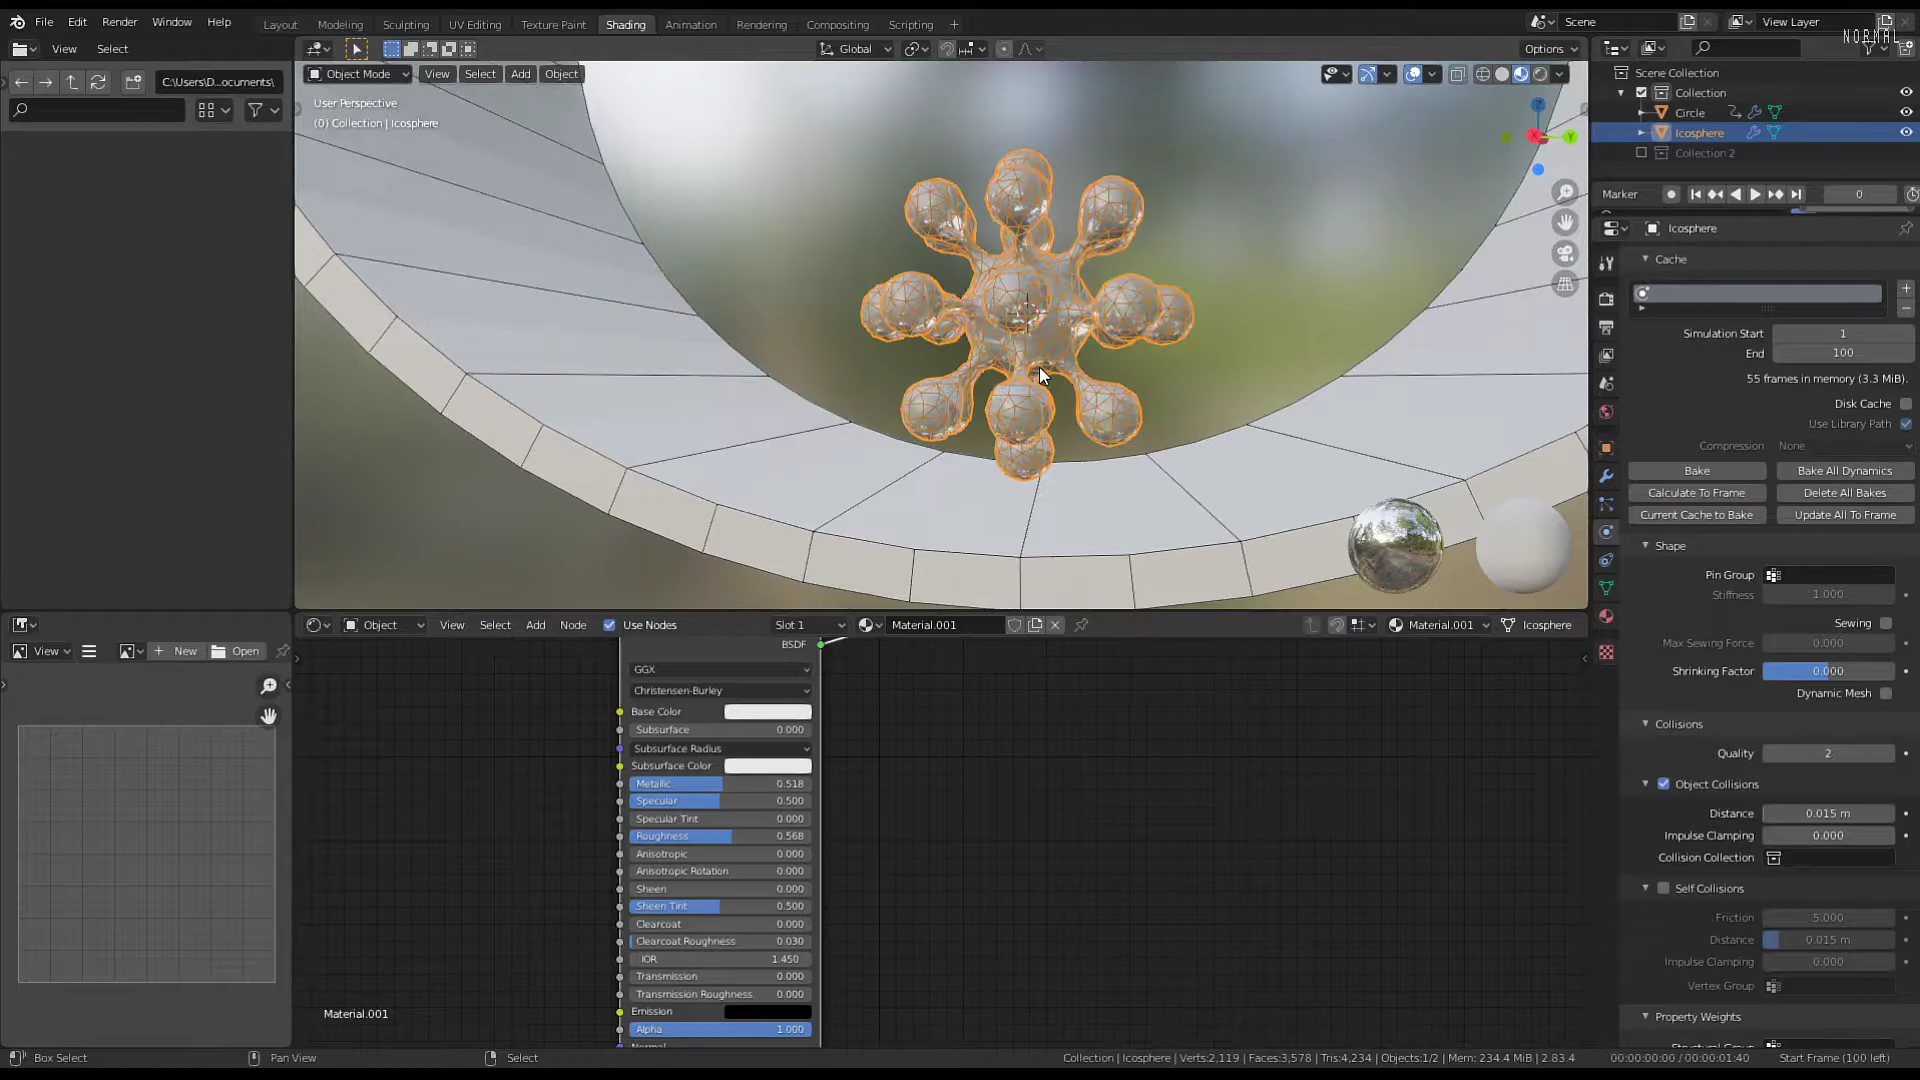 File Edit Render Window Help
Layout Modeling Sculpting UV Editing Texture Paint Shading Animation Rendering Compositing Scripting +
Scene
View Layer
NORMAL
View Select
Global
Options
C:\Users\D...ocuments\
Object Mode View Select Add Object
User Perspective
(0) Collection | Icosphere
Z
X
Y
Scene Collection
Collection
Circle
Icosphere
Collection 2
Marker
0
Icosphere
Cache
Simulation Start 1
End 100
55 frames in memory (3.3 MiB).
Disk Cache
Use Library Path
Compression None
Bake
Bake All Dynamics
Calculate To Frame
Delete All Bakes
Current Cache to Bake
Update All To Frame
Shape
Pin Group
Stiffness 1.000
Sewing
Max Sewing Force 0.000
Shrinking Factor 0.000
Dynamic Mesh
Collisions
Quality 2
Object Collisions
Distance 0.015 m
Impulse Clamping 0.000
Collision Collection
Self Collisions
Friction 5.000
Distance 0.015 m
Impulse Clamping 0.000
Vertex Group
Property Weights
View
New
Open
Object View Select Add Node Use Nodes
Slot 1
Material.001
Material.001
Icosphere
BSDF
GGX
Christensen-Burley
Base Color
Subsurface 0.000
Subsurface Radius
Subsurface Color
Metallic 0.518
Specular 0.500
Specular Tint 0.000
Roughness 0.568
Anisotropic 0.000
Anisotropic Rotation 0.000
Sheen 0.000
Sheen Tint 0.500
Clearcoat 0.000
Clearcoat Roughness 0.030
IOR 1.450
Transmission 0.000
Transmission Roughness 0.000
Emission
Alpha 1.000
Normal
Material.001
Box Select
Pan View
Select
Collection | Icosphere | Verts:2,119 | Faces:3,578 | Tris:4,234 | Objects:1/2 | Mem: 234.4 MiB | 2.83.4
00:00:00:00 / 00:00:01:40
Start Frame (100 left)